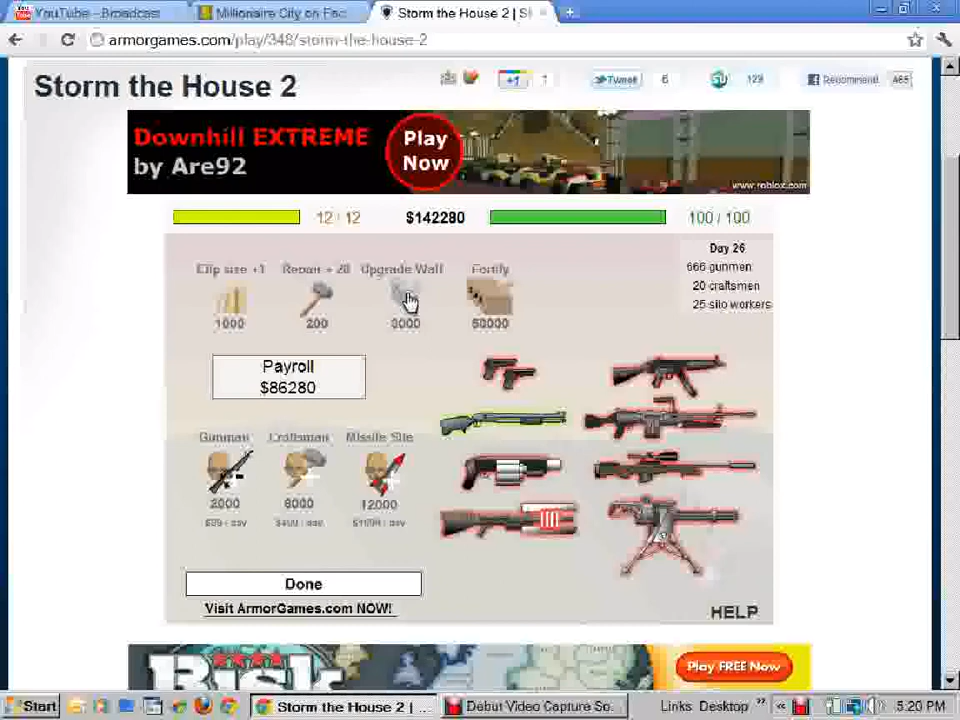 YouTube - Broadcast
Millionaire City on Fac
Storm the House 2 | S
armorgames.com/play/348/storm-the-house-2
Storm the House 2
+1
1
Tweet
6
Recommend
Downhill EXTREME
by Are92
Play
Now
www.roblox.com
12 / 12
$142280
100 / 100
Day 26
666 gunmen
20 craftsmen
25 silo workers
Clip size +1
Repair + 20
Upgrade Wall
Fortify
1000
200
Payroll
$86280
Gunman
Craftsman
Missile Silo
2000
12000
Done
Visit ArmorGames.com NOW!
HELP
Risk
Play FREE Now
Start
Storm the House 2 | ...
Debut Video Capture So...
Links
Desktop
»
«
5:20 PM